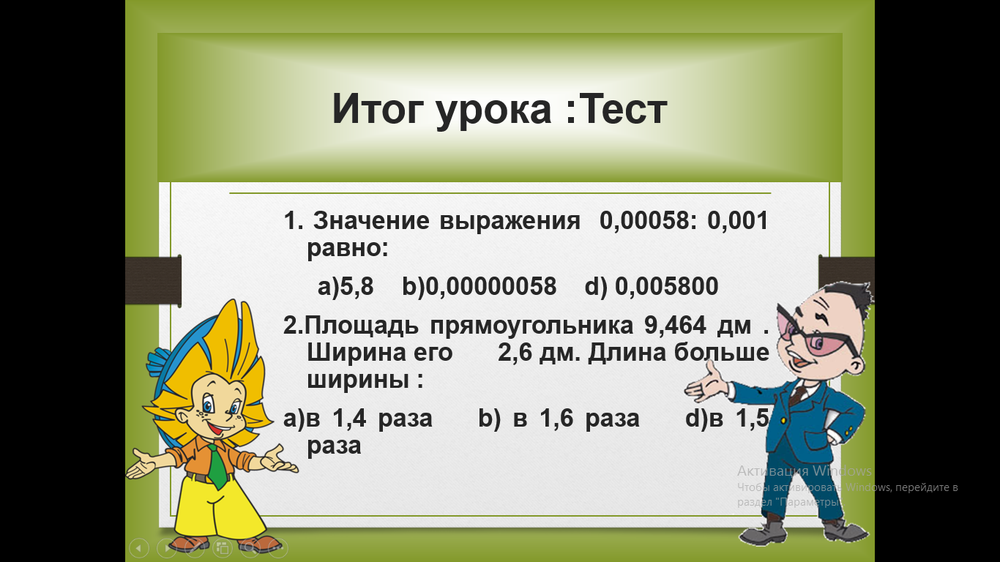 Итог урока :Тест
1. Значение выражения 0,00058: 0,001
равно:
a)5,8 b)0,00000058 d) 0,005800
2.Площадь прямоугольника 9,464 дм .
Ширина его 2,6 дм. Длина больше
ширины :
а)в 1,4 раза b) в 1,6 раза d)в 1,5
раза
Активация Windows
Чтобы активировать Windows, перейдите в
раздел "Параметры".